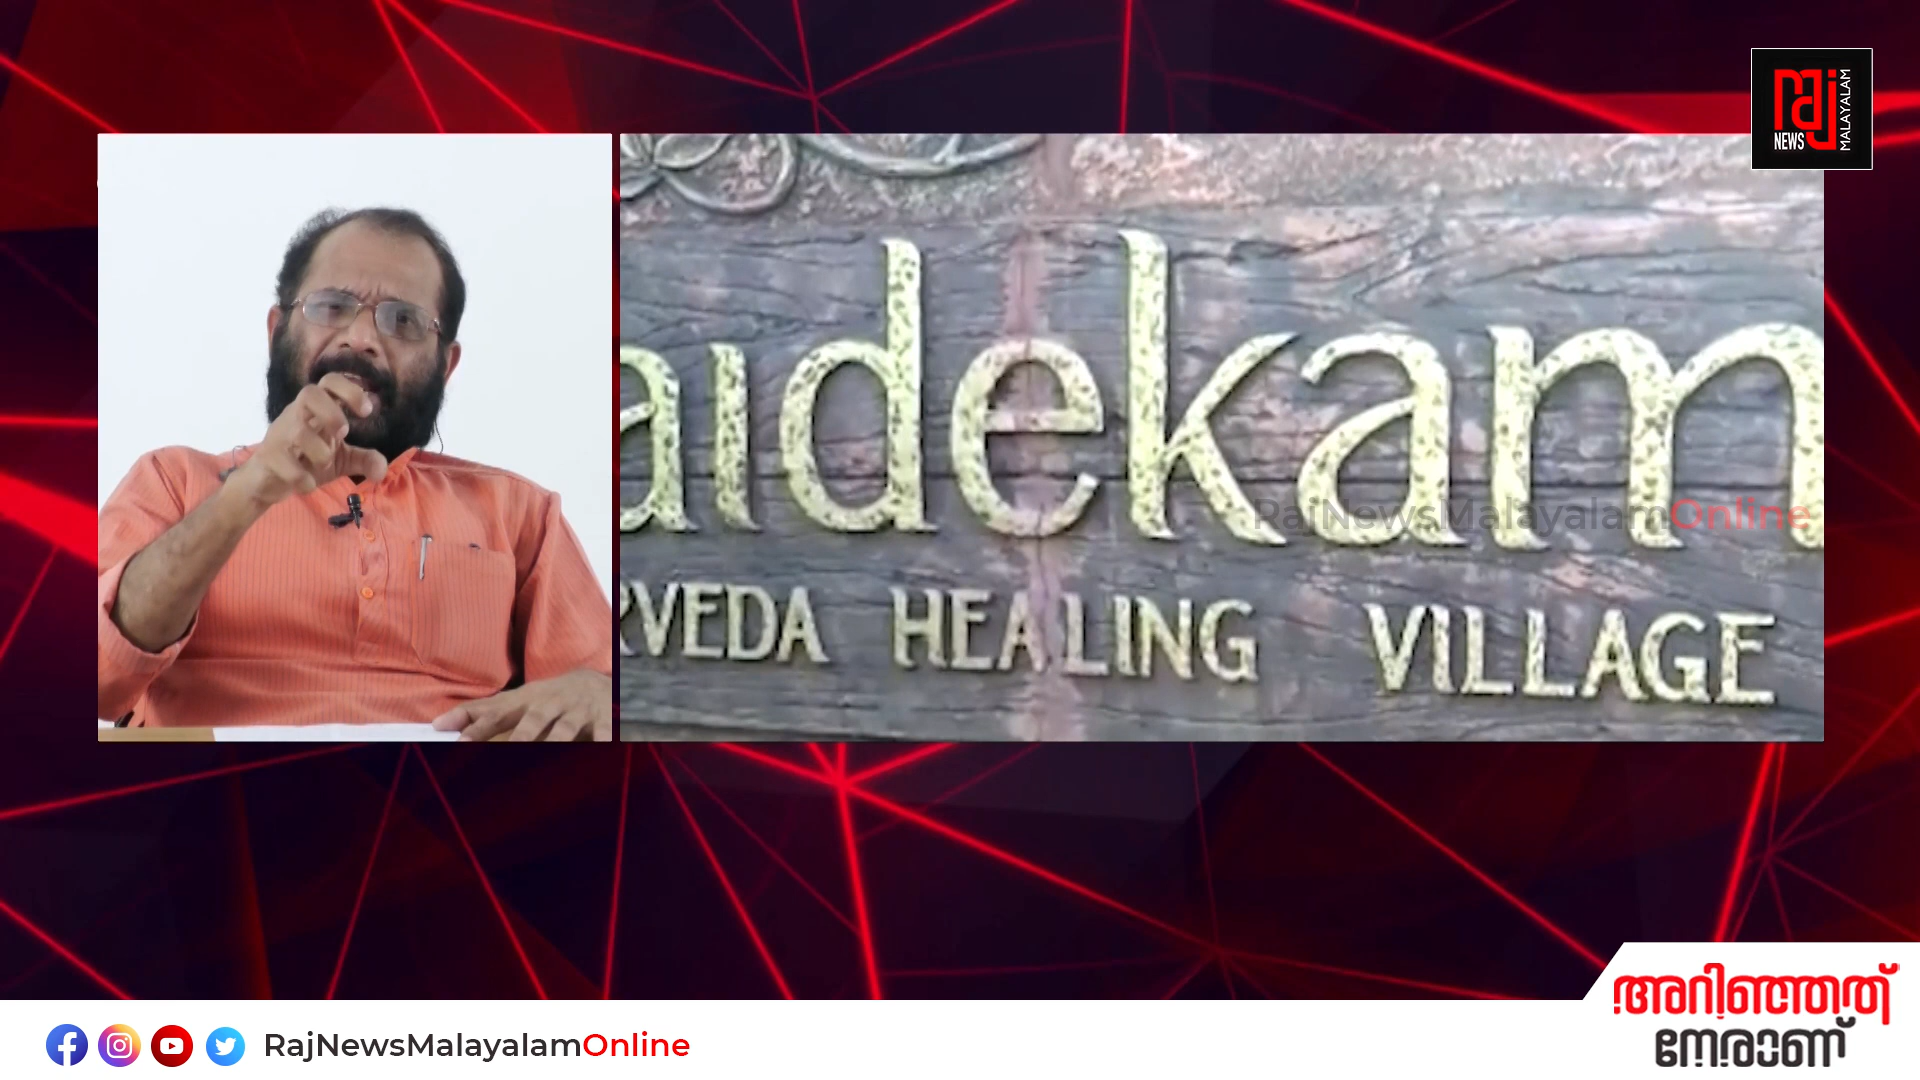 raj
NEWS
MALAYALAM
aidekam
RVEDA HEALING VILLAGE
RajNewsMalayalamOnline
അറിഞ്ഞത്
നേരാണ്
RajNewsMalayalamOnline